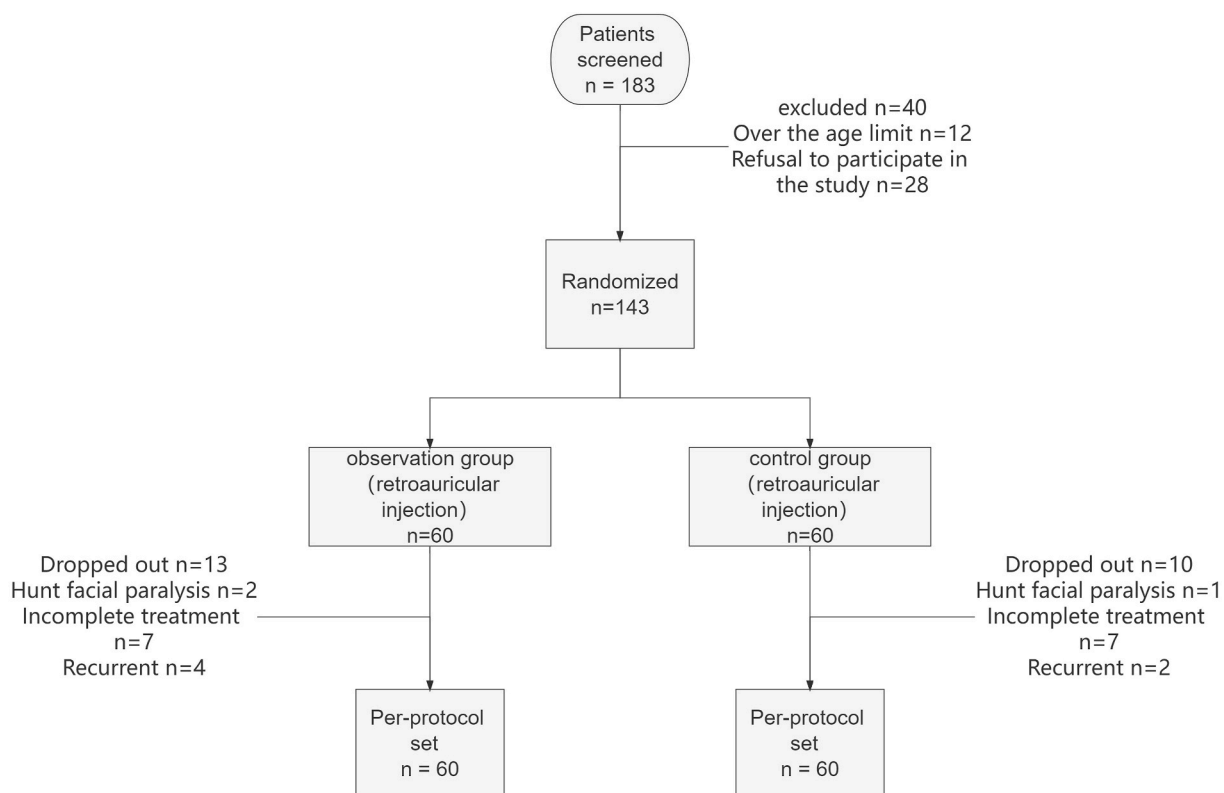 Patients
screened
n = 183
excluded n=40
Over the age limit n=12
Refusal to participate in
the study n=28
Randomized
n=143
observation group
（retroauricular
injection）
n=60
control group
（retroauricular
injection）
n=60
Dropped out n=13
Hunt facial paralysis n=2
Incomplete treatment
n=7
Recurrent n=4
Dropped out n=10
Hunt facial paralysis n=1
Incomplete treatment
n=7
Recurrent n=2
Per-protocol
set
n = 60
Per-protocol
set
n = 60